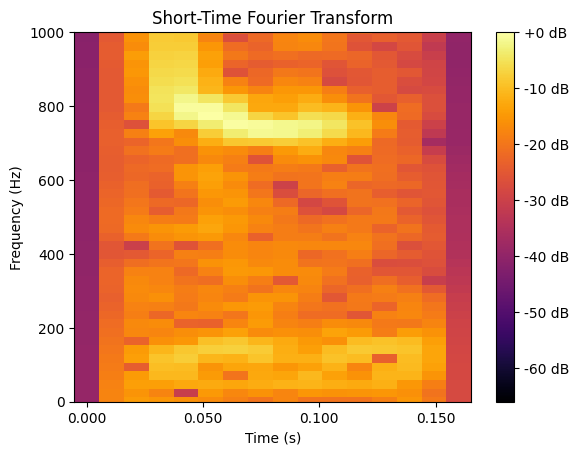 Short-Time Fourier Transform
1000
800
600
400
200
0
Frequency (Hz)
0.000
0.050
0.100
0.150
Time (s)
+0 dB
-10 dB
-20 dB
-30 dB
-40 dB
-50 dB
-60 dB